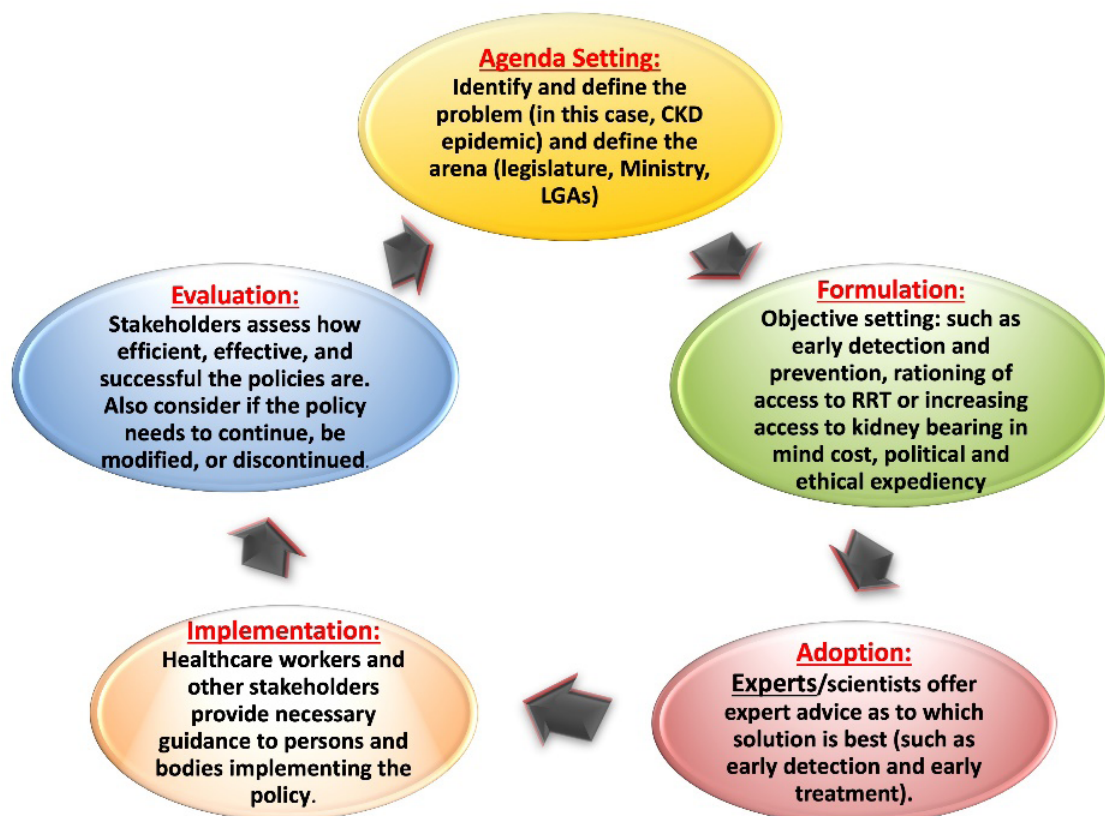 Agenda Setting:
Identify and define the
problem (in this case, CKD
epidemic) and define the
arena (legislature, Ministry,
LGAs)
Formulation:
Objective setting: such as
early detection and
prevention, rationing of
access to RRT or increasing
access to kidney bearing in
mind cost, political and
ethical expediency
Adoption:
Experts/scientists offer
expert advice as to which
solution is best (such as
early detection and early
treatment).
Implementation:
Healthcare workers and
other stakeholders
provide necessary
guidance to persons and
bodies implementing the
policy.
Evaluation:
Stakeholders assess how
efficient, effective, and
successful the policies are.
Also consider if the policy
needs to continue, be
modified, or discontinued.